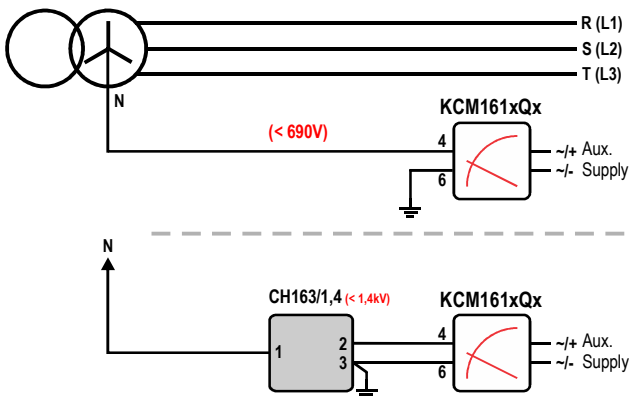 R (L1)
S (L2)
T (L3)
N
KCM161xQx
(< 690V)
4
~/+ Aux.
6
~/- Supply
N
CH163/1,4 (< 1,4kV)
KCM161xQx
1
2
3
4
~/+ Aux.
6
~/- Supply